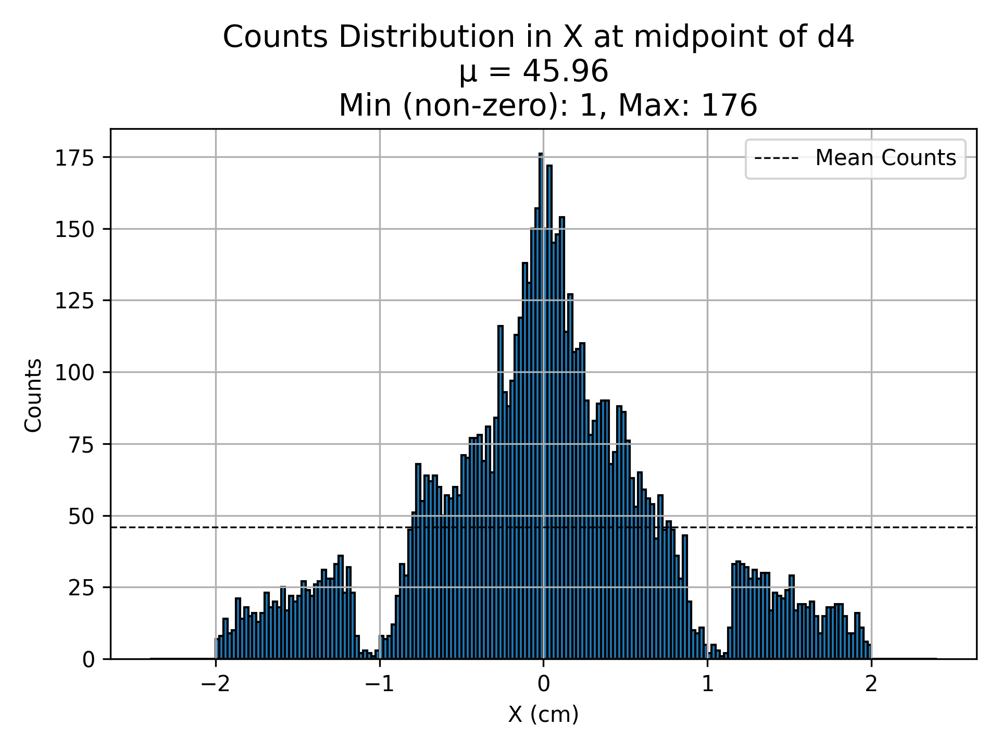 Counts Distribution in X at midpoint of d4
μ = 45.96
Min (non-zero): 1, Max: 176
Mean Counts
175
150
125
100
75
50
25
0
Counts
−2
−1
0
1
2
X (cm)